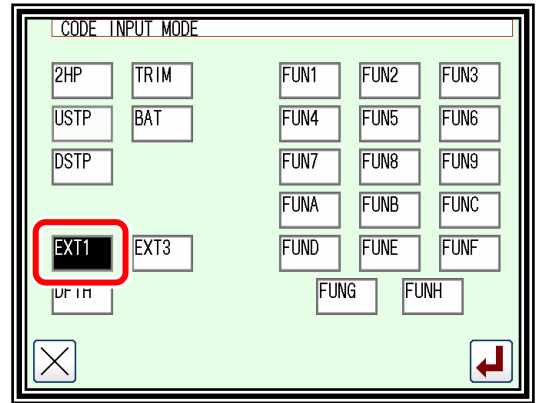 CODE INPUT MODE
2HP TRIM FUN1 FUN2 FUN3
USTP BAT FUN4 FUN5 FUN6
DSTP FUN7 FUN8 FUN9
FUNA FUNB FUNC
EXT1 EXT3 FUND FUNE FUNF
DFTH FUNG FUNH